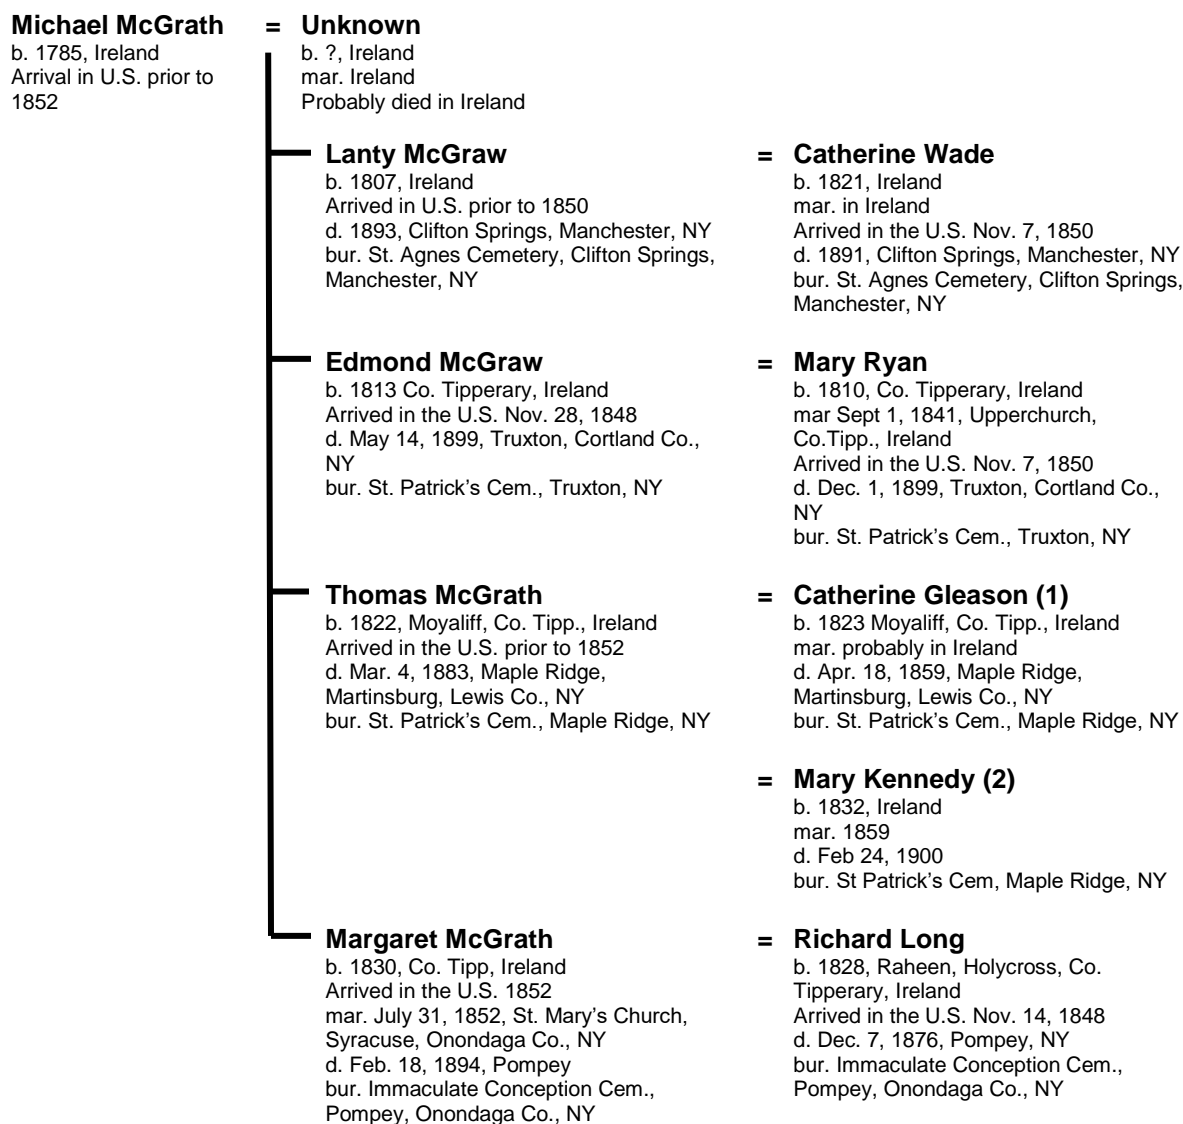 Michael McGrath = Unknown
b. 1785, Ireland
Arrival in U.S. prior to
1852
b. ?, Ireland
mar. Ireland
Probably died in Ireland
Lanty McGraw
b. 1807, Ireland
Arrived in U.S. prior to 1850
d. 1893, Clifton Springs, Manchester, NY
bur. St. Agnes Cemetery, Clifton Springs,
Manchester, NY
= Catherine Wade
b. 1821, Ireland
mar. in Ireland
Arrived in the U.S. Nov. 7, 1850
d. 1891, Clifton Springs, Manchester, NY
bur. St. Agnes Cemetery, Clifton Springs,
Manchester, NY
Edmond McGraw
b. 1813 Co. Tipperary, Ireland
Arrived in the U.S. Nov. 28, 1848
d. May 14, 1899, Truxton, Cortland Co.,
NY
bur. St. Patrick’s Cem., Truxton, NY
= Mary Ryan
b. 1810, Co. Tipperary, Ireland
mar Sept 1, 1841, Upperchurch,
Co.Tipp., Ireland
Arrived in the U.S. Nov. 7, 1850
d. Dec. 1, 1899, Truxton, Cortland Co.,
NY
bur. St. Patrick’s Cem., Truxton, NY
Thomas McGrath
b. 1822, Moyaliff, Co. Tipp., Ireland
Arrived in the U.S. prior to 1852
d. Mar. 4, 1883, Maple Ridge,
Martinsburg, Lewis Co., NY
bur. St. Patrick’s Cem., Maple Ridge, NY
= Catherine Gleason (1)
b. 1823 Moyaliff, Co. Tipp., Ireland
mar. probably in Ireland
d. Apr. 18, 1859, Maple Ridge,
Martinsburg, Lewis Co., NY
bur. St. Patrick’s Cem., Maple Ridge, NY
= Mary Kennedy (2)
b. 1832, Ireland
mar. 1859
d. Feb 24, 1900
bur. St Patrick’s Cem, Maple Ridge, NY
Margaret McGrath
b. 1830, Co. Tipp, Ireland
Arrived in the U.S. 1852
mar. July 31, 1852, St. Mary’s Church,
Syracuse, Onondaga Co., NY
d. Feb. 18, 1894, Pompey
bur. Immaculate Conception Cem.,
Pompey, Onondaga Co., NY
= Richard Long
b. 1828, Raheen, Holycross, Co.
Tipperary, Ireland
Arrived in the U.S. Nov. 14, 1848
d. Dec. 7, 1876, Pompey, NY
bur. Immaculate Conception Cem.,
Pompey, Onondaga Co., NY